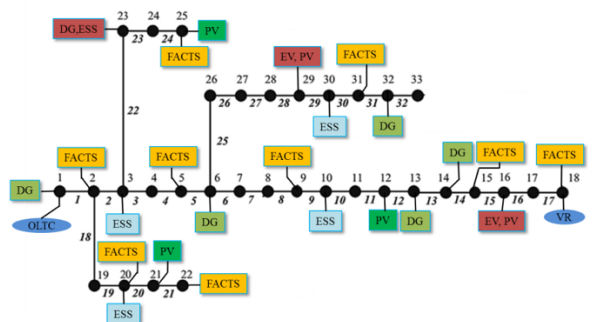 23 24 25
DG,ESS 23 24 PV
FACTS
22
26 27 28 EV, PV 29 30 31 FACTS 32 33
26 27 28 29 30 31 32
ESS DG
25
DG 1 FACTS 2 3 4 FACTS 5 6 7 8 FACTS 9 10 11 12 13 14 DG 15 FACTS 16 17 FACTS 18
1 2 3 4 5 6 7 8 9 10 11 12 13 14 15 16 17
OLTC ESS DG ESS PV DG EV, PV VR
18
FACTS PV
19 20 21 22 FACTS
19 20 21
ESS